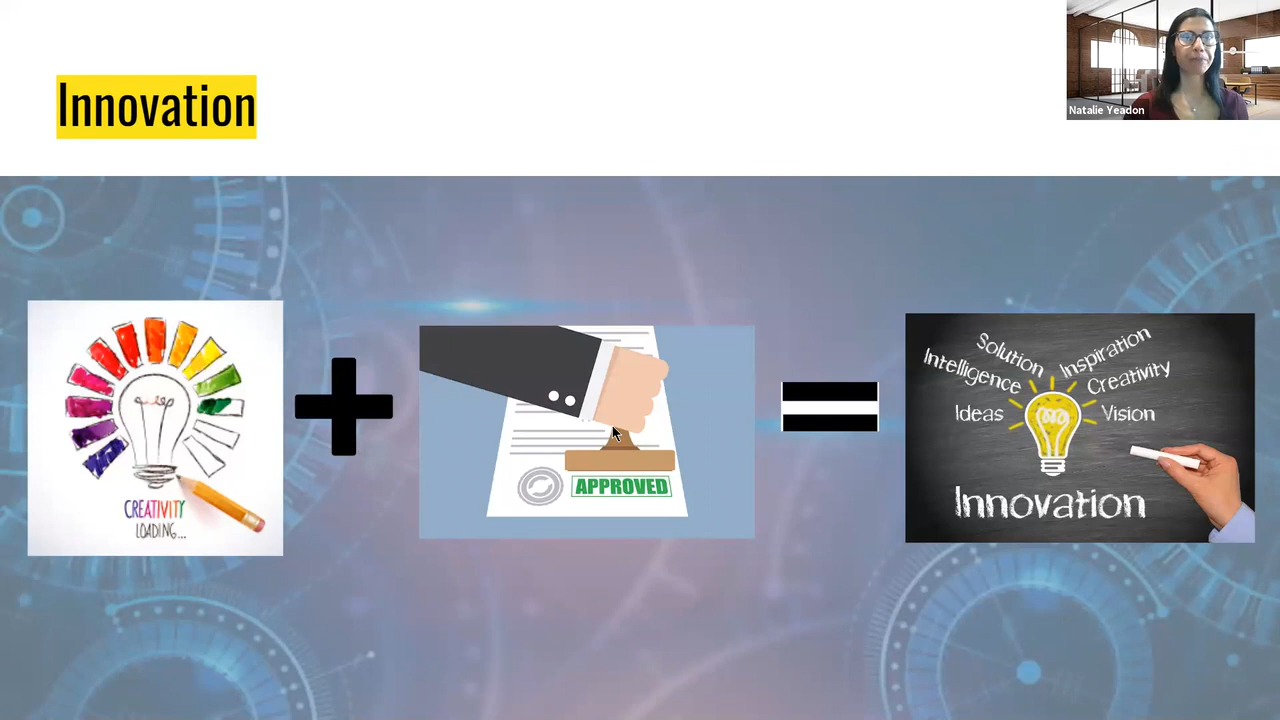 Innovation
Natalie Yeadon
CREATIVITY
LOADING...
APPROVED
Solution
Inspiration
Intelligence
Creativity
Ideas
Vision
Innovation